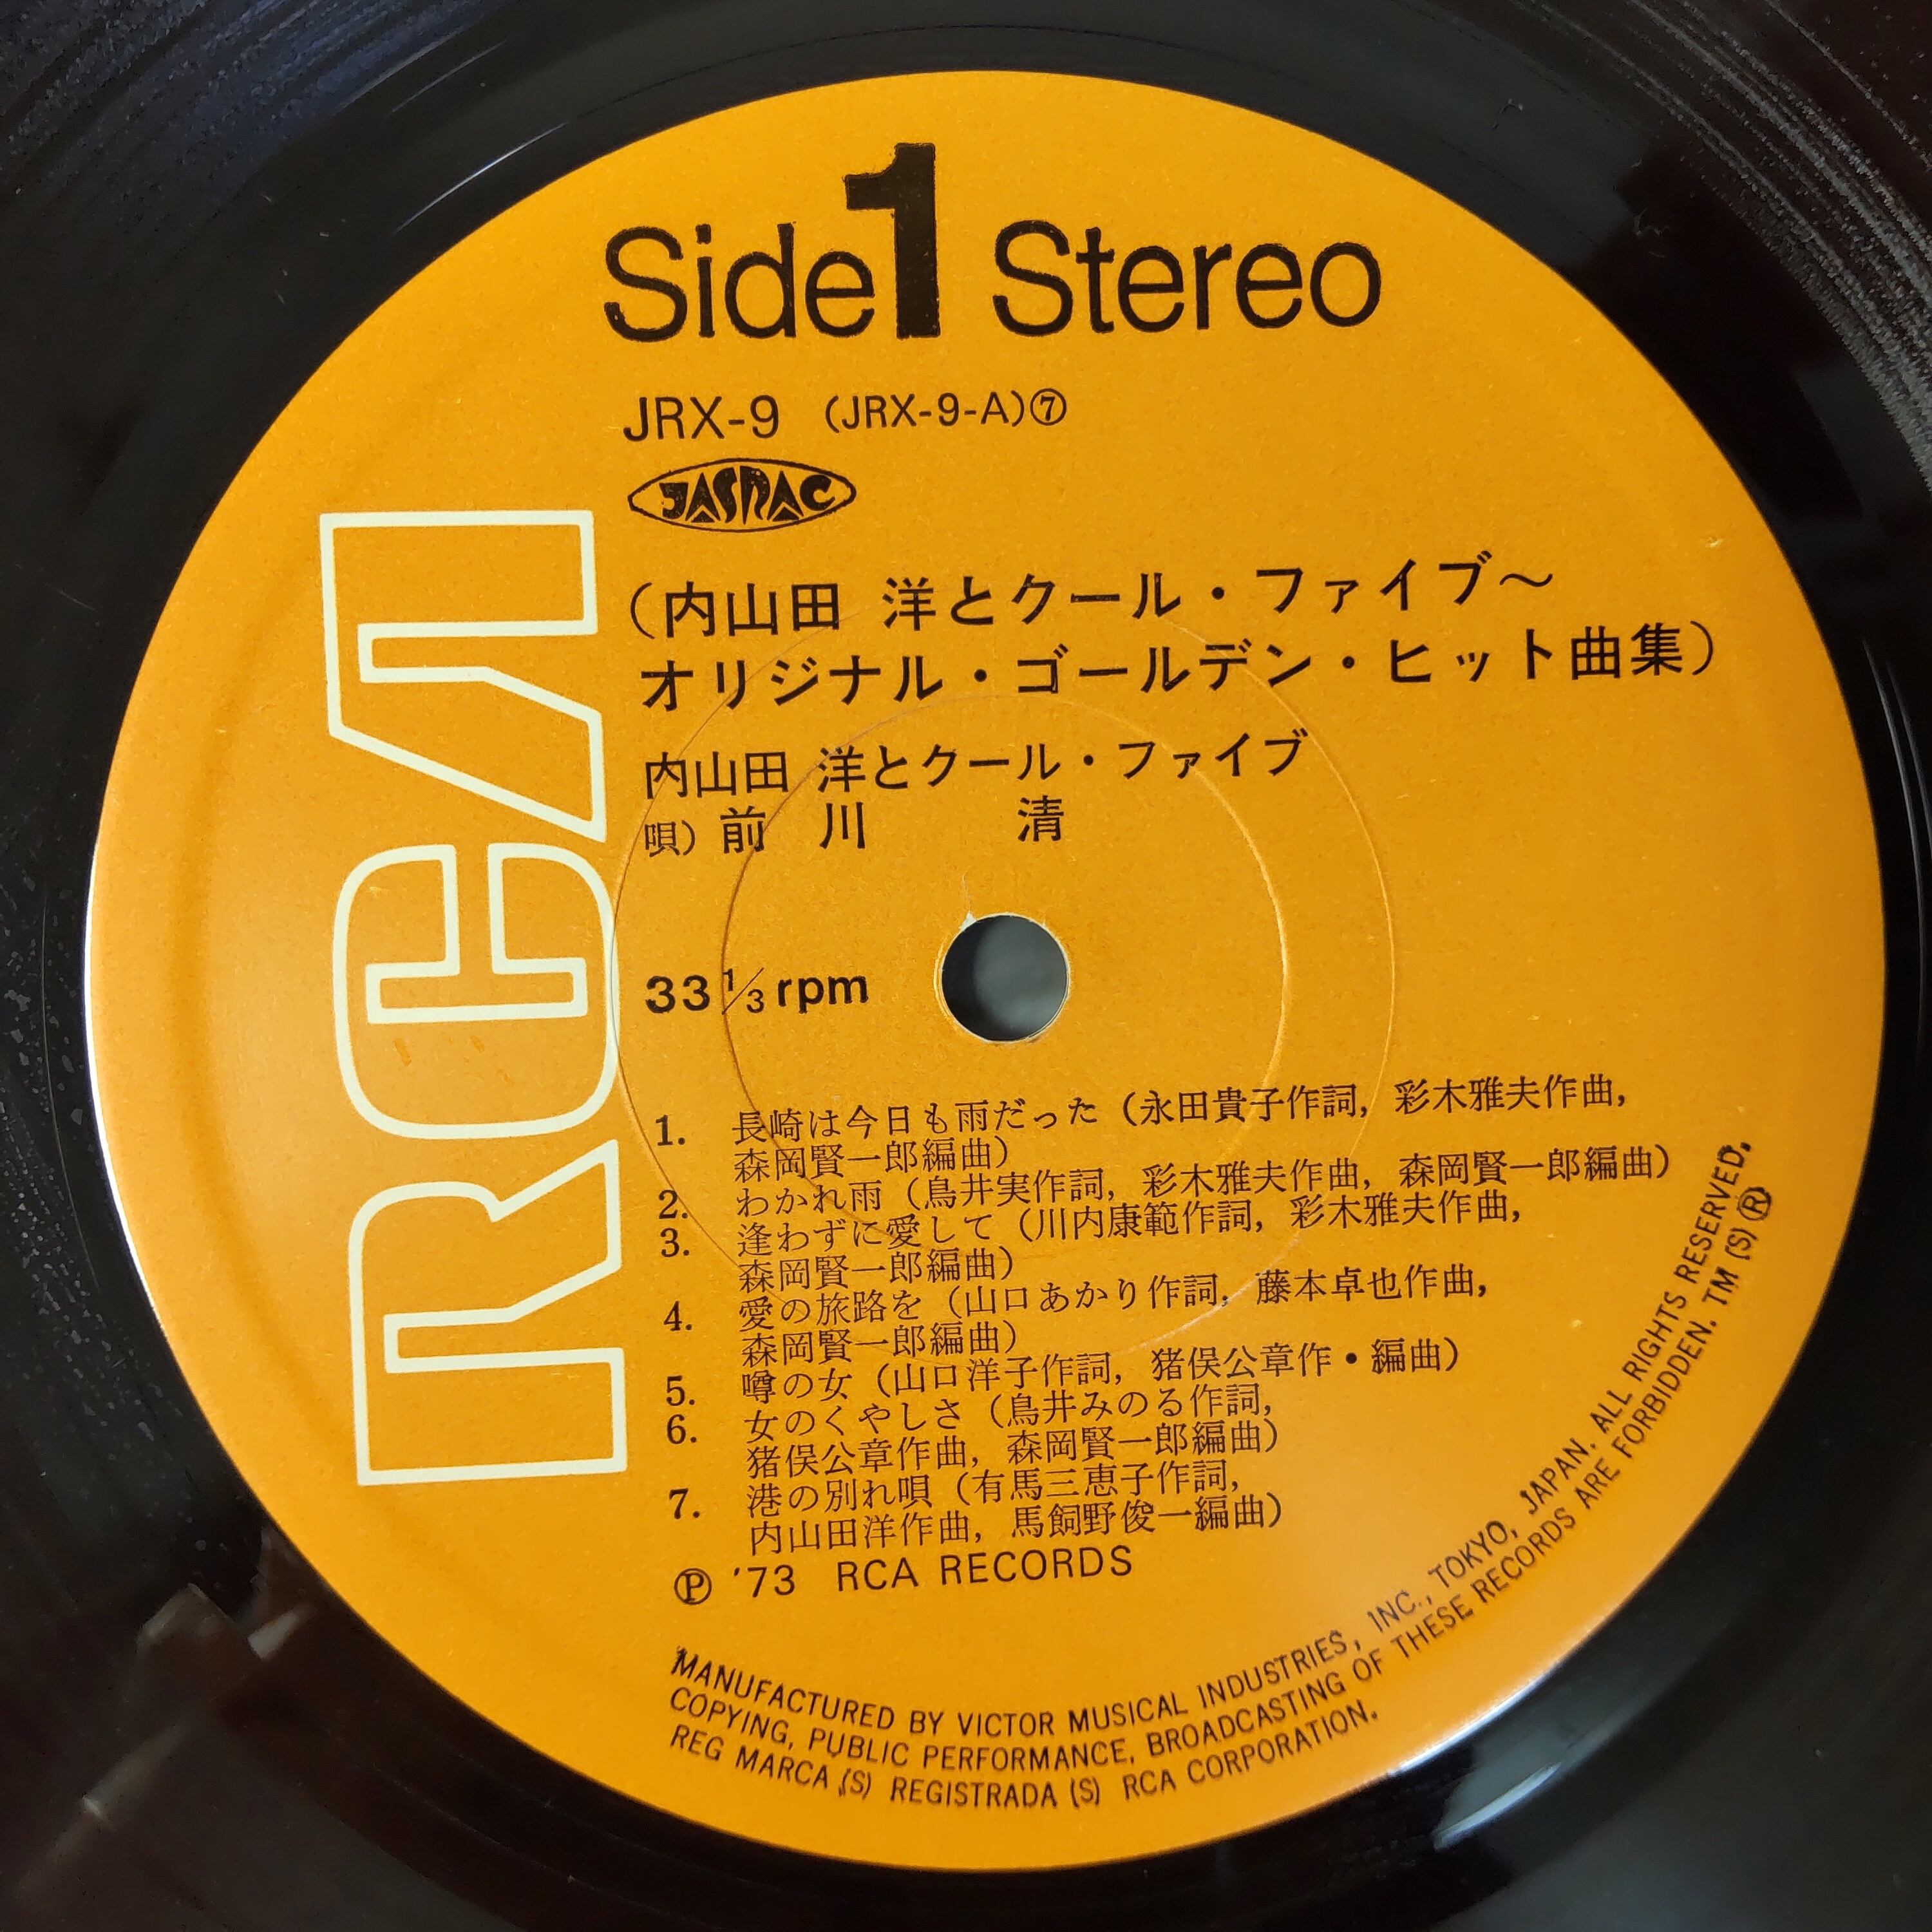 Side 1 Stereo
JRX-9 (JRX-9-A)⑦
JASRAC
RCA
(内山田 洋とクール・ファイブ〜
オリジナル・ゴールデン・ヒット曲集)
内山田 洋とクール・ファイブ
唄) 前 川 清
33 1/3 rpm
1. 長崎は今日も雨だった (永田貴子作詞, 彩木雅夫作曲,
森岡賢一郎編曲)
2. わかれ雨 (鳥井実作詞, 彩木雅夫作曲, 森岡賢一郎編曲)
3. 逢わずに愛して (川内康範作詞, 彩木雅夫作曲,
森岡賢一郎編曲)
4. 愛の旅路を (山口あかり作詞, 藤本卓也作曲,
森岡賢一郎編曲)
5. 噂の女 (山口洋子作詞, 猪俣公章作・編曲)
6. 女のくやしさ (鳥井みのる作詞,
猪俣公章作曲, 森岡賢一郎編曲)
7. 港の別れ唄 (有馬三恵子作詞,
内山田洋作曲, 馬飼野俊一編曲)
Ⓟ '73 RCA RECORDS
MANUFACTURED BY VICTOR MUSICAL INDUSTRIES, INC., TOKYO, JAPAN. ALL RIGHTS RESERVED.
COPYING, PUBLIC PERFORMANCE, BROADCASTING OF THESE RECORDS ARE FORBIDDEN. TM (S) ®
REG MARCA (S) REGISTRADA (S) RCA CORPORATION.